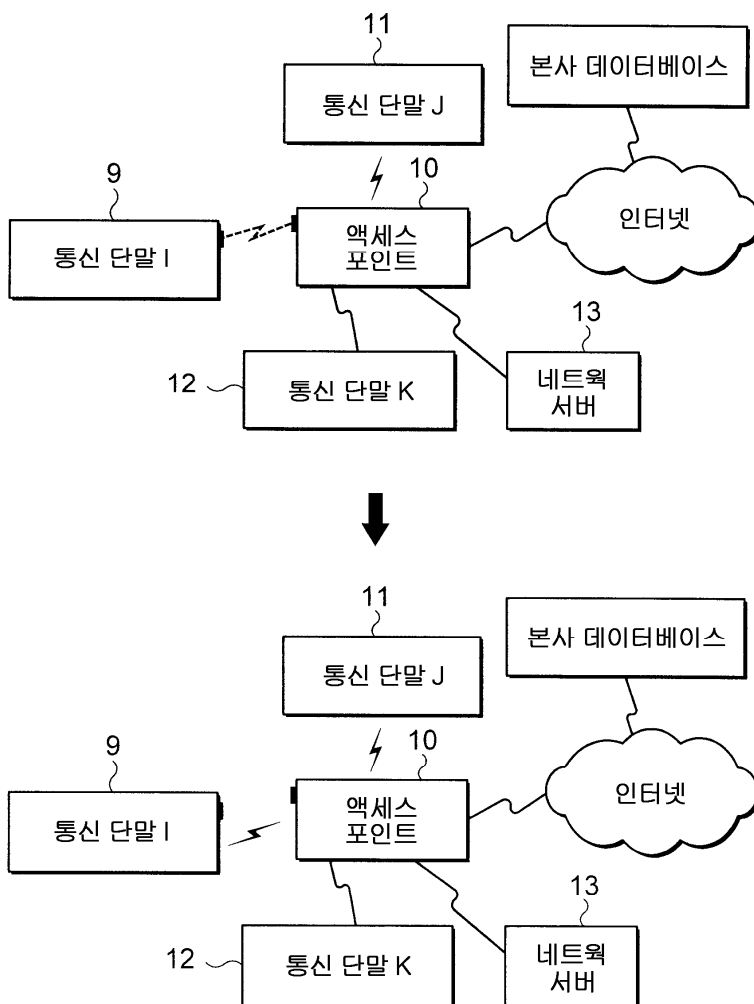 11
본사 데이터베이스
통신 단말 J
9
10
통신 단말 I
액세스
포인트
인터넷
13
12
통신 단말 K
네트웍
서버
11
본사 데이터베이스
통신 단말 J
9
10
통신 단말 I
액세스
포인트
인터넷
13
12
통신 단말 K
네트웍
서버